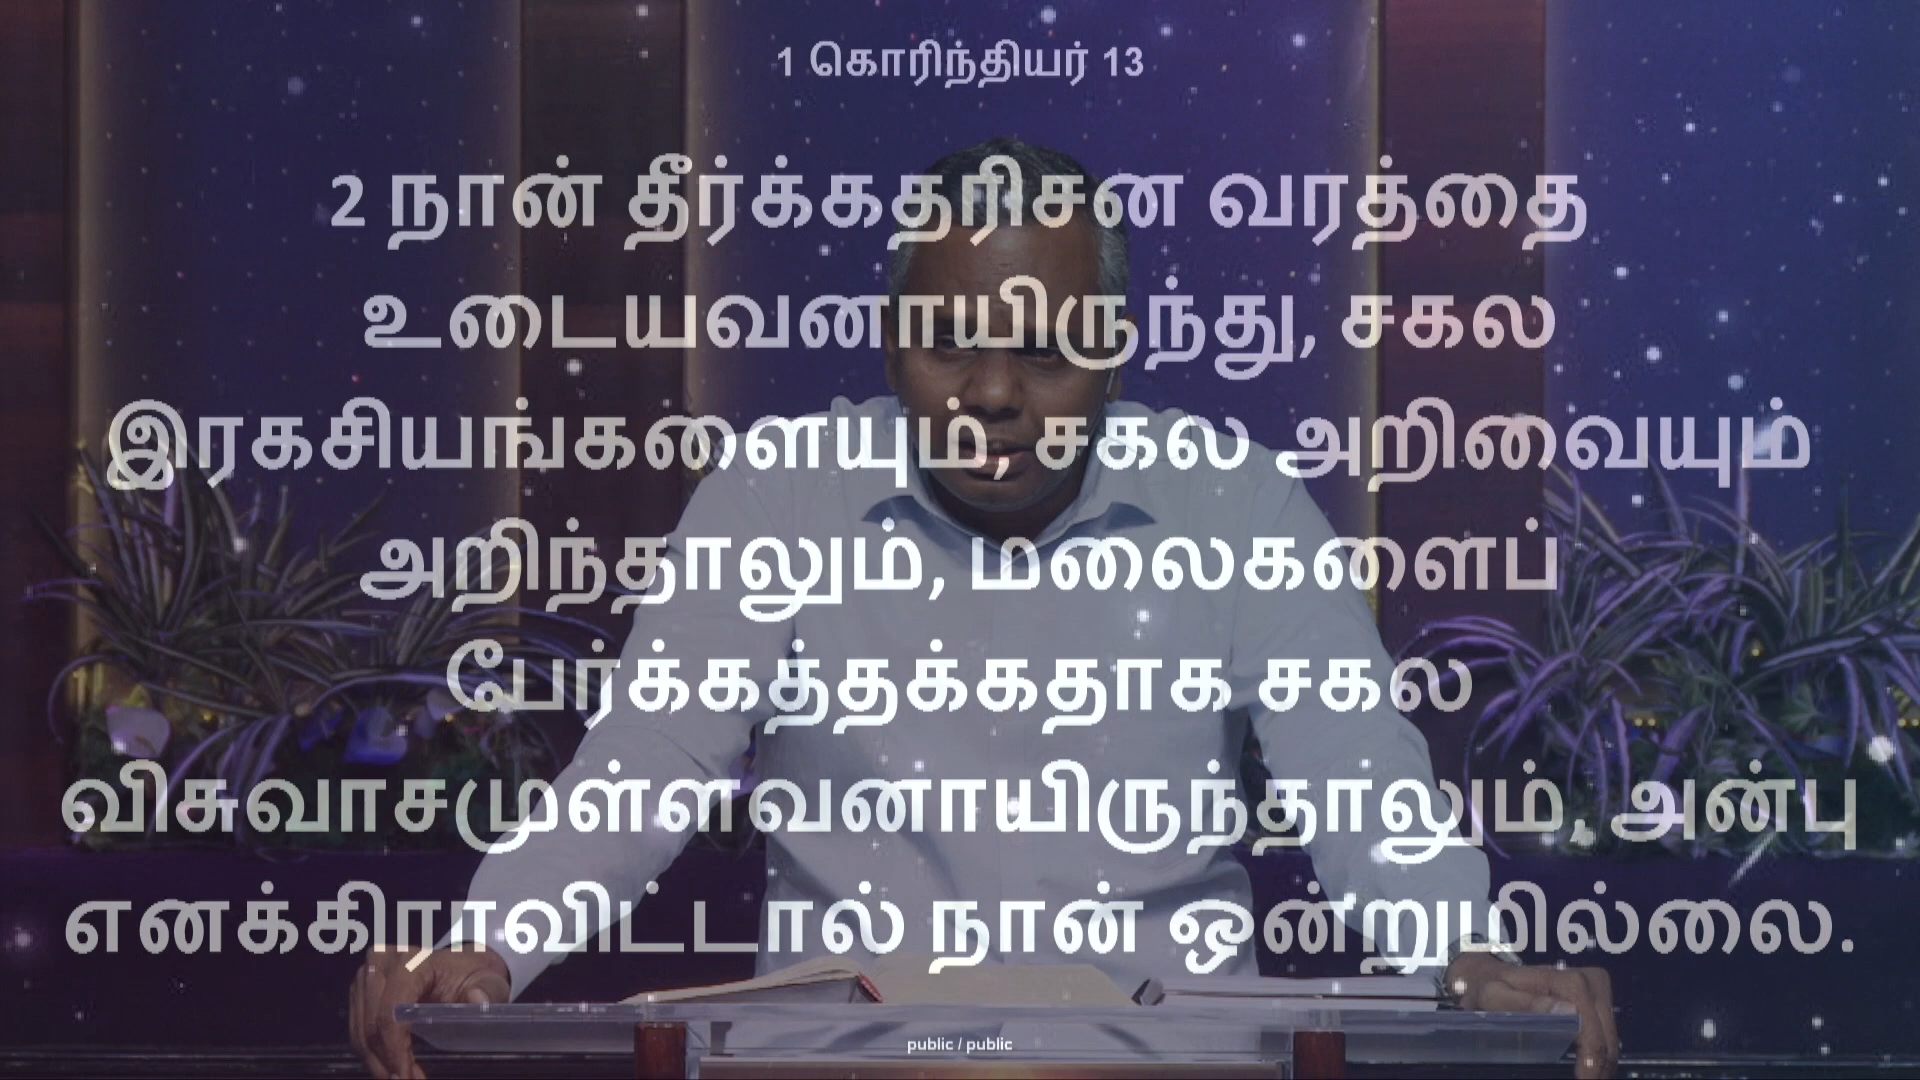 1 கொரிந்தியர் 13
2 நான் தீர்க்கதரிசன வரத்தை
உடையவனாயிருந்து, சகல
இரகசியங்களையும், சகல அறிவையும்
அறிந்தாலும், மலைகளைப்
பேர்க்கத்தக்கதாக சகல
விசுவாசமுள்ளவனாயிருந்தாலும், அன்பு
எனக்கிராவிட்டால் நான் ஒன்றுமில்லை.
public / public